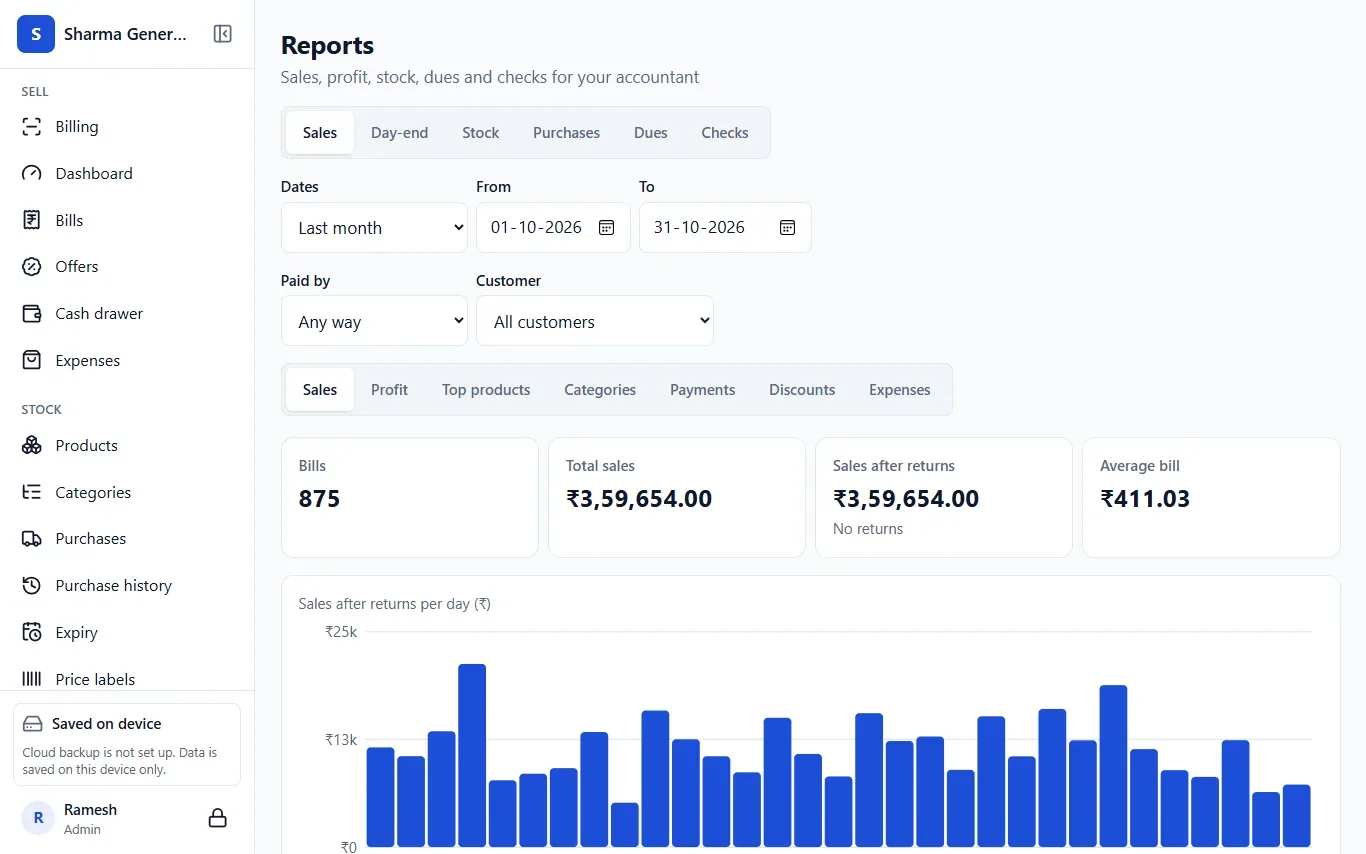 S
Sharma Gener...
SELL
Billing
Dashboard
Bills
Offers
Cash drawer
Expenses
STOCK
Products
Categories
Purchases
Purchase history
Expiry
Price labels
Saved on device
Cloud backup is not set up. Data is
saved on this device only.
R
Ramesh
Admin
Reports
Sales, profit, stock, dues and checks for your accountant
Sales Day-end Stock Purchases Dues Checks
Dates From To
Last month 01-10-2026 31-10-2026
Paid by Customer
Any way All customers
Sales Profit Top products Categories Payments Discounts Expenses
Bills
875
Total sales
₹3,59,654.00
Sales after returns
₹3,59,654.00
No returns
Average bill
₹411.03
Sales after returns per day (₹)
₹25k
₹13k
₹0